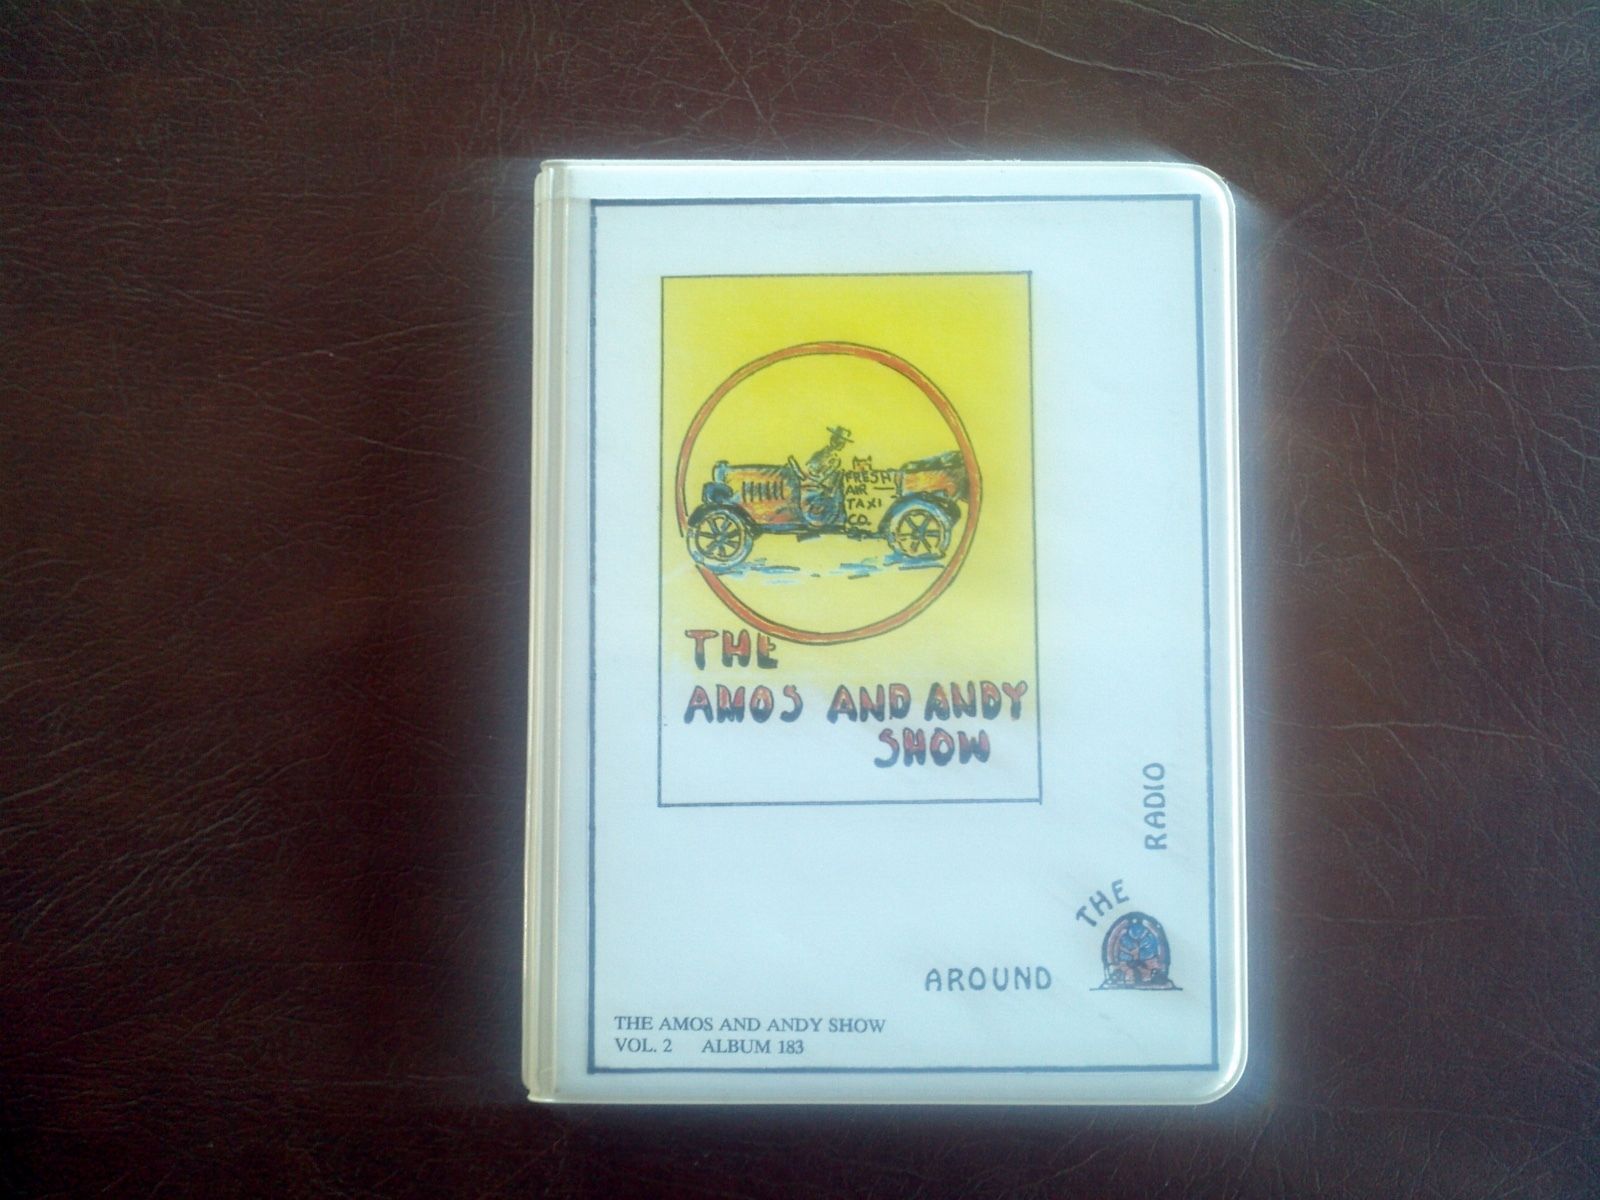 FRESH
AIR
TAXI
CO.
THE
AMOS AND ANDY
SHOW
AROUND THE RADIO
THE AMOS AND ANDY SHOW
VOL. 2 ALBUM 183